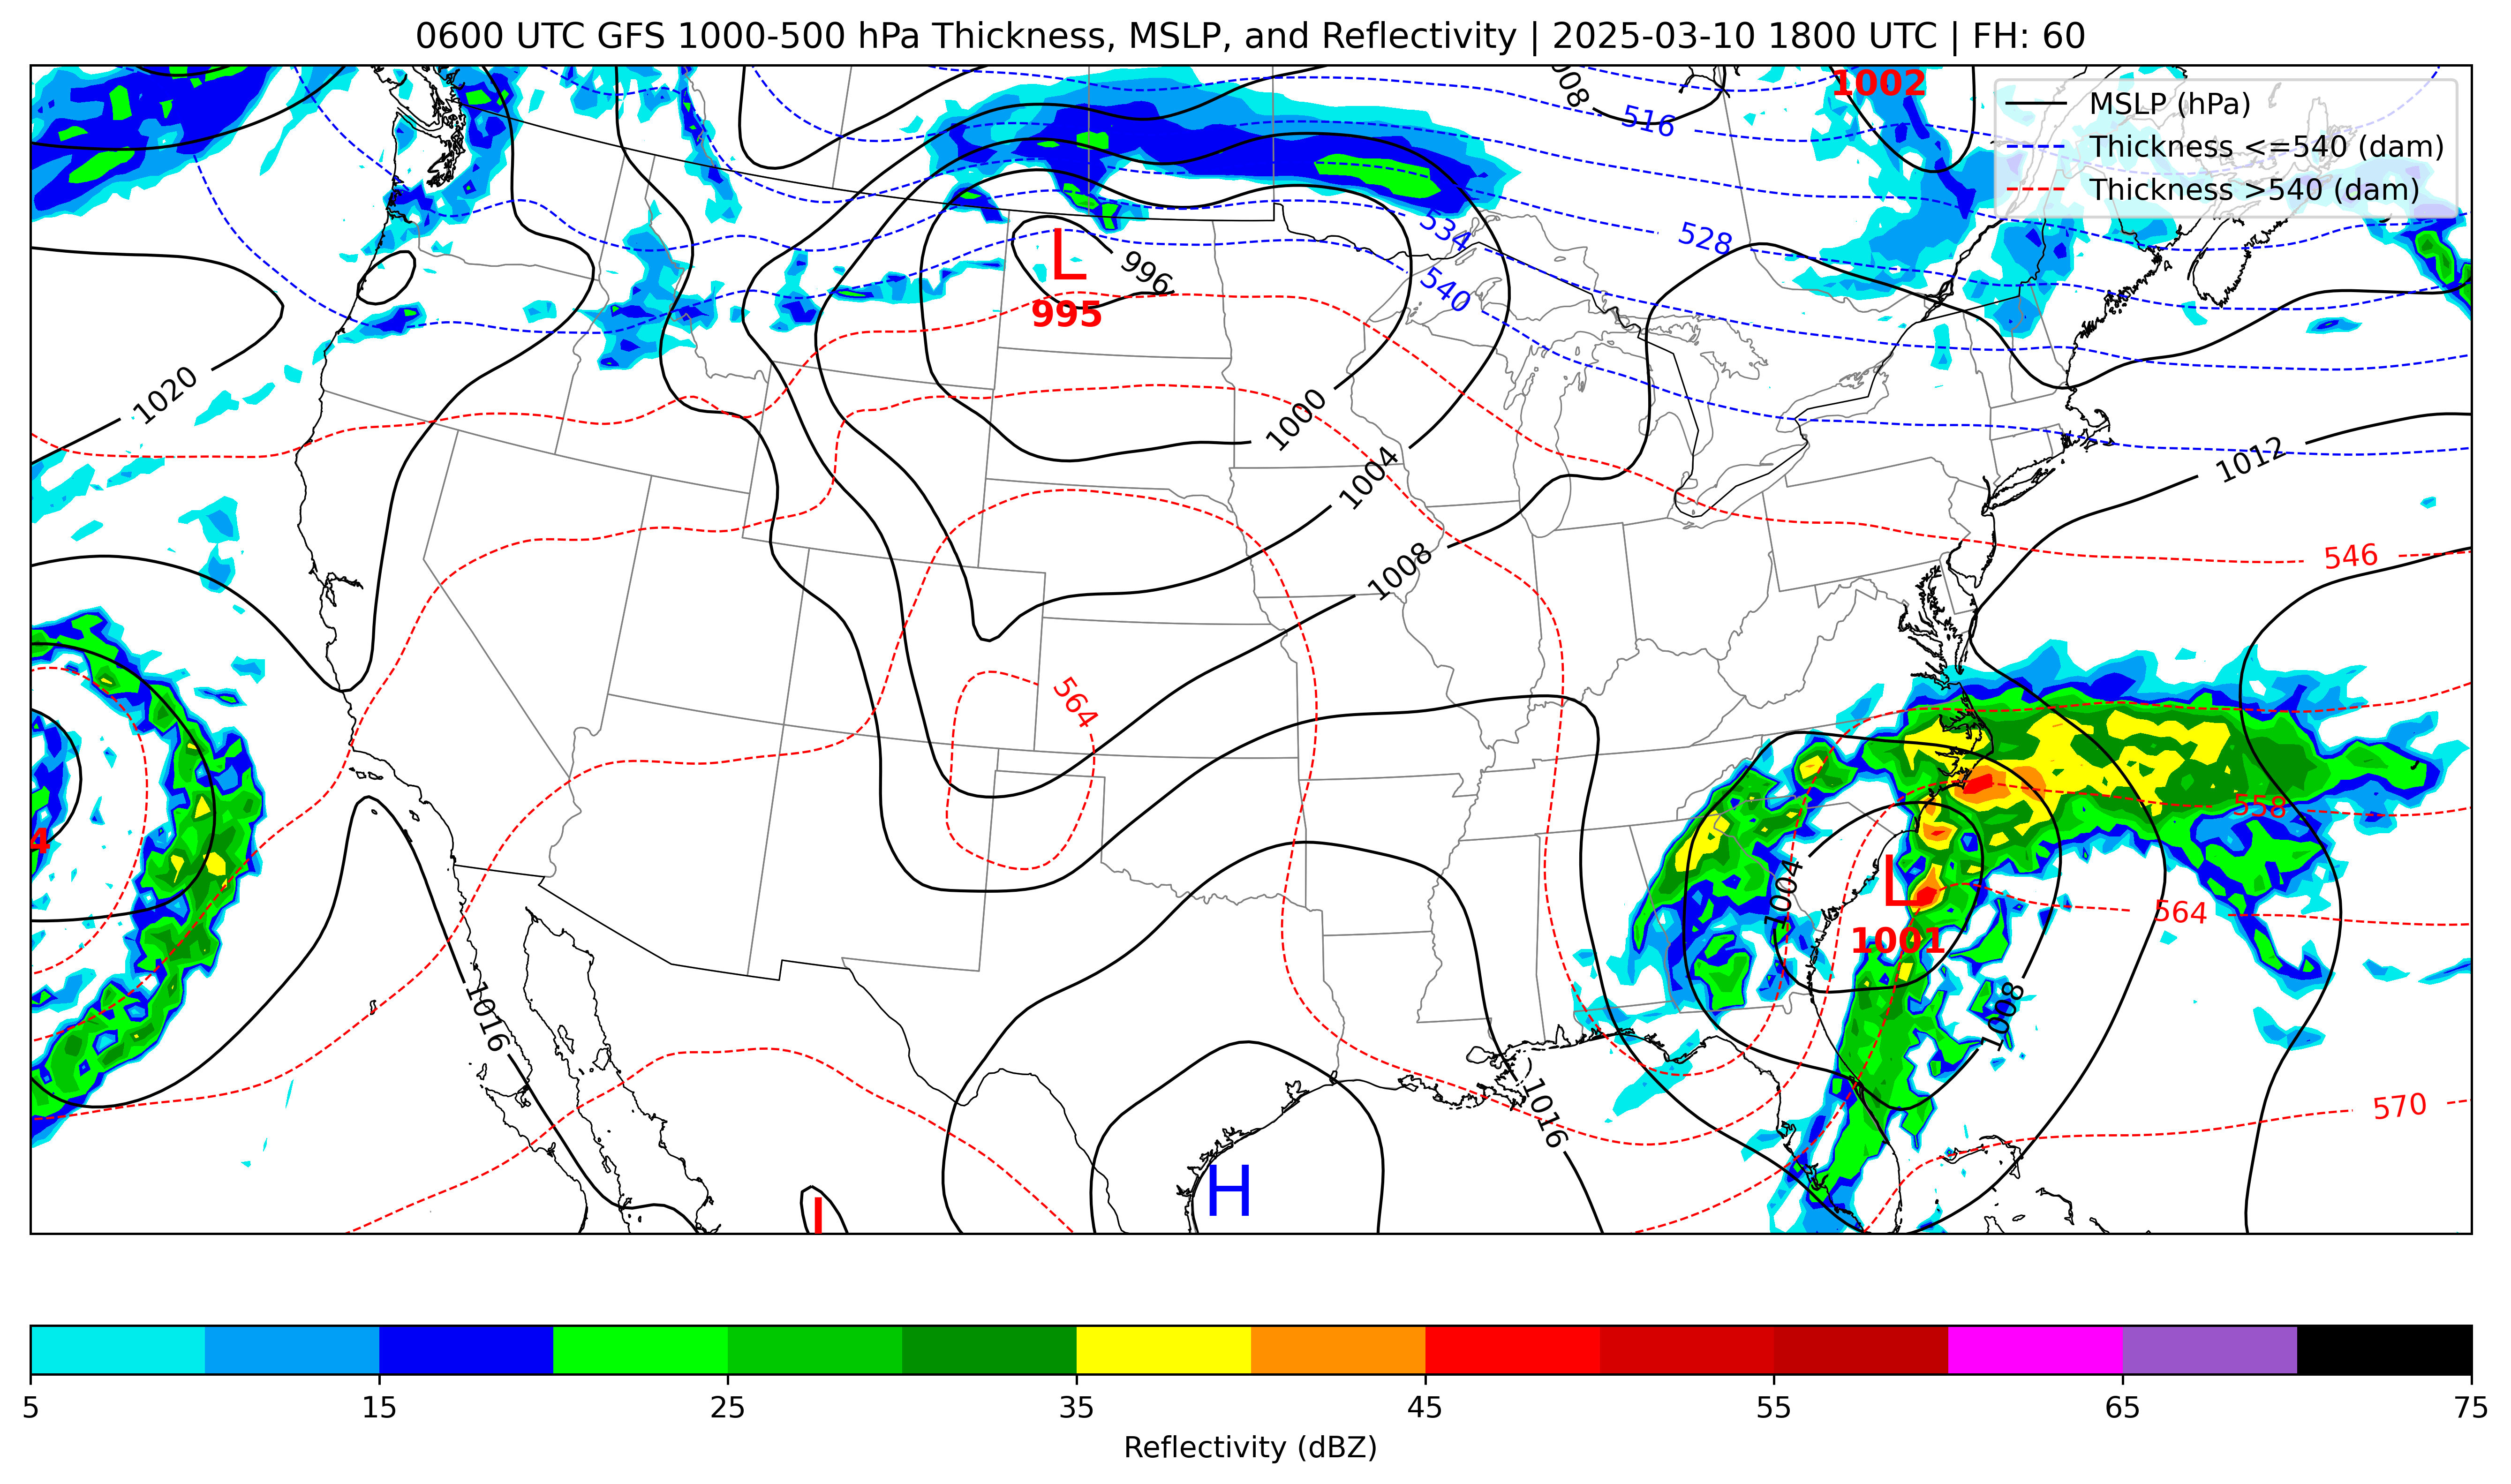 0600 UTC GFS 1000-500 hPa Thickness, MSLP, and Reflectivity | 2025-03-10 1800 UTC | FH: 60
MSLP (hPa)
Thickness <=540 (dam)
Thickness >540 (dam)
1002
008
516
528
534
540
L
995
996
1020
1000
1004
1008
1012
546
564
4
558
564
1004
L
1001
1008
1016
1016
570
H
5 15 25 35 45 55 65 75
Reflectivity (dBZ)